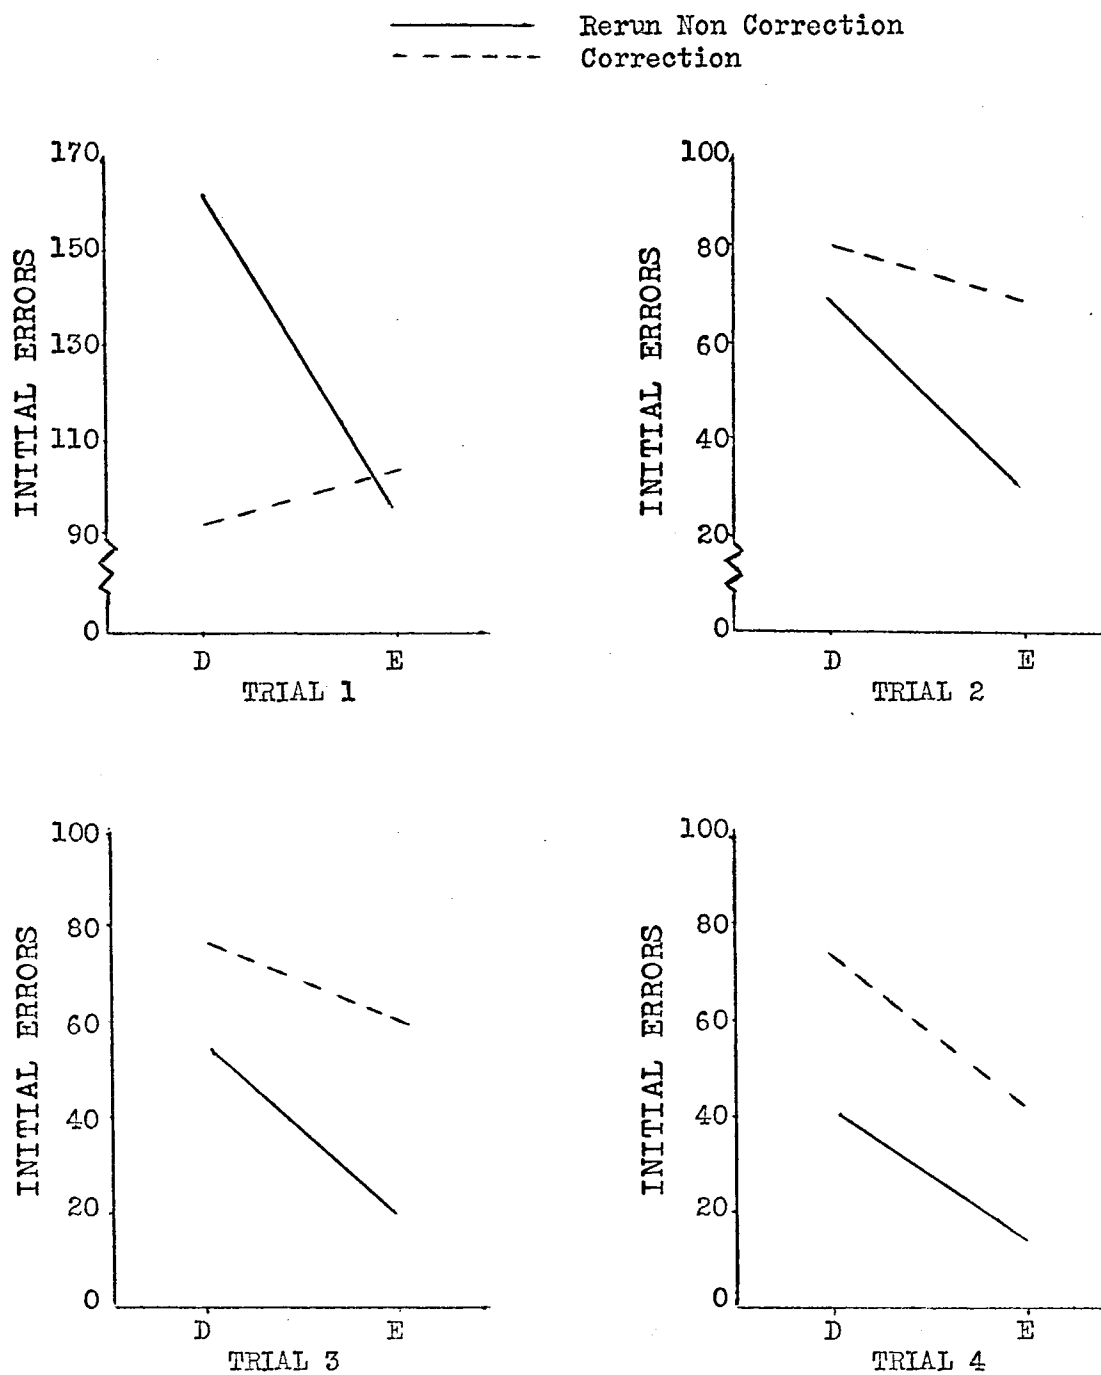 Rerun Non Correction
Correction
170
150
130
110
90
0
INITIAL ERRORS
D E
TRIAL 1
100
80
60
40
20
0
INITIAL ERRORS
D E
TRIAL 2
100
80
60
40
20
0
INITIAL ERRORS
D E
TRIAL 3
100
80
60
40
20
0
INITIAL ERRORS
D E
TRIAL 4